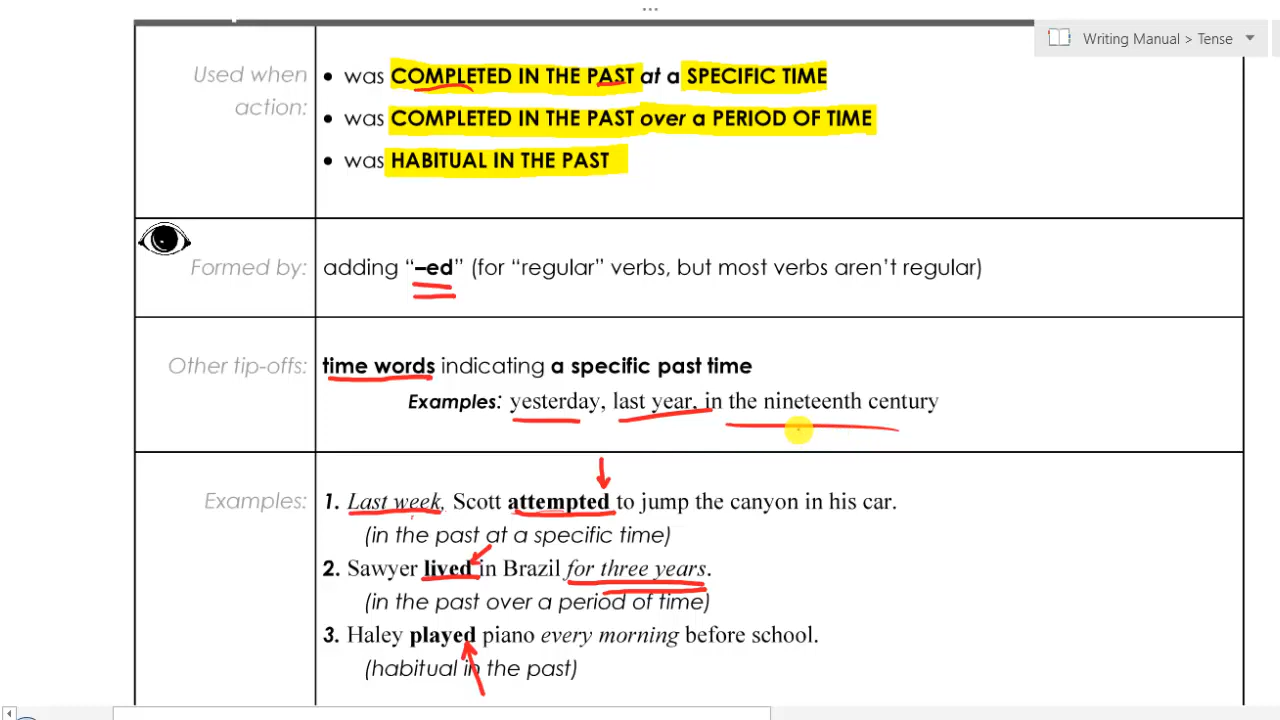 Writing Manual > Tense
Used when
action:
• was COMPLETED IN THE PAST at a SPECIFIC TIME
• was COMPLETED IN THE PAST over a PERIOD OF TIME
• was HABITUAL IN THE PAST
Formed by:
adding “–ed” (for “regular” verbs, but most verbs aren’t regular)
Other tip-offs:
time words indicating a specific past time
Examples: yesterday, last year, in the nineteenth century
Examples:
1. Last week, Scott attempted to jump the canyon in his car.
(in the past at a specific time)
2. Sawyer lived in Brazil for three years.
(in the past over a period of time)
3. Haley played piano every morning before school.
(habitual in the past)